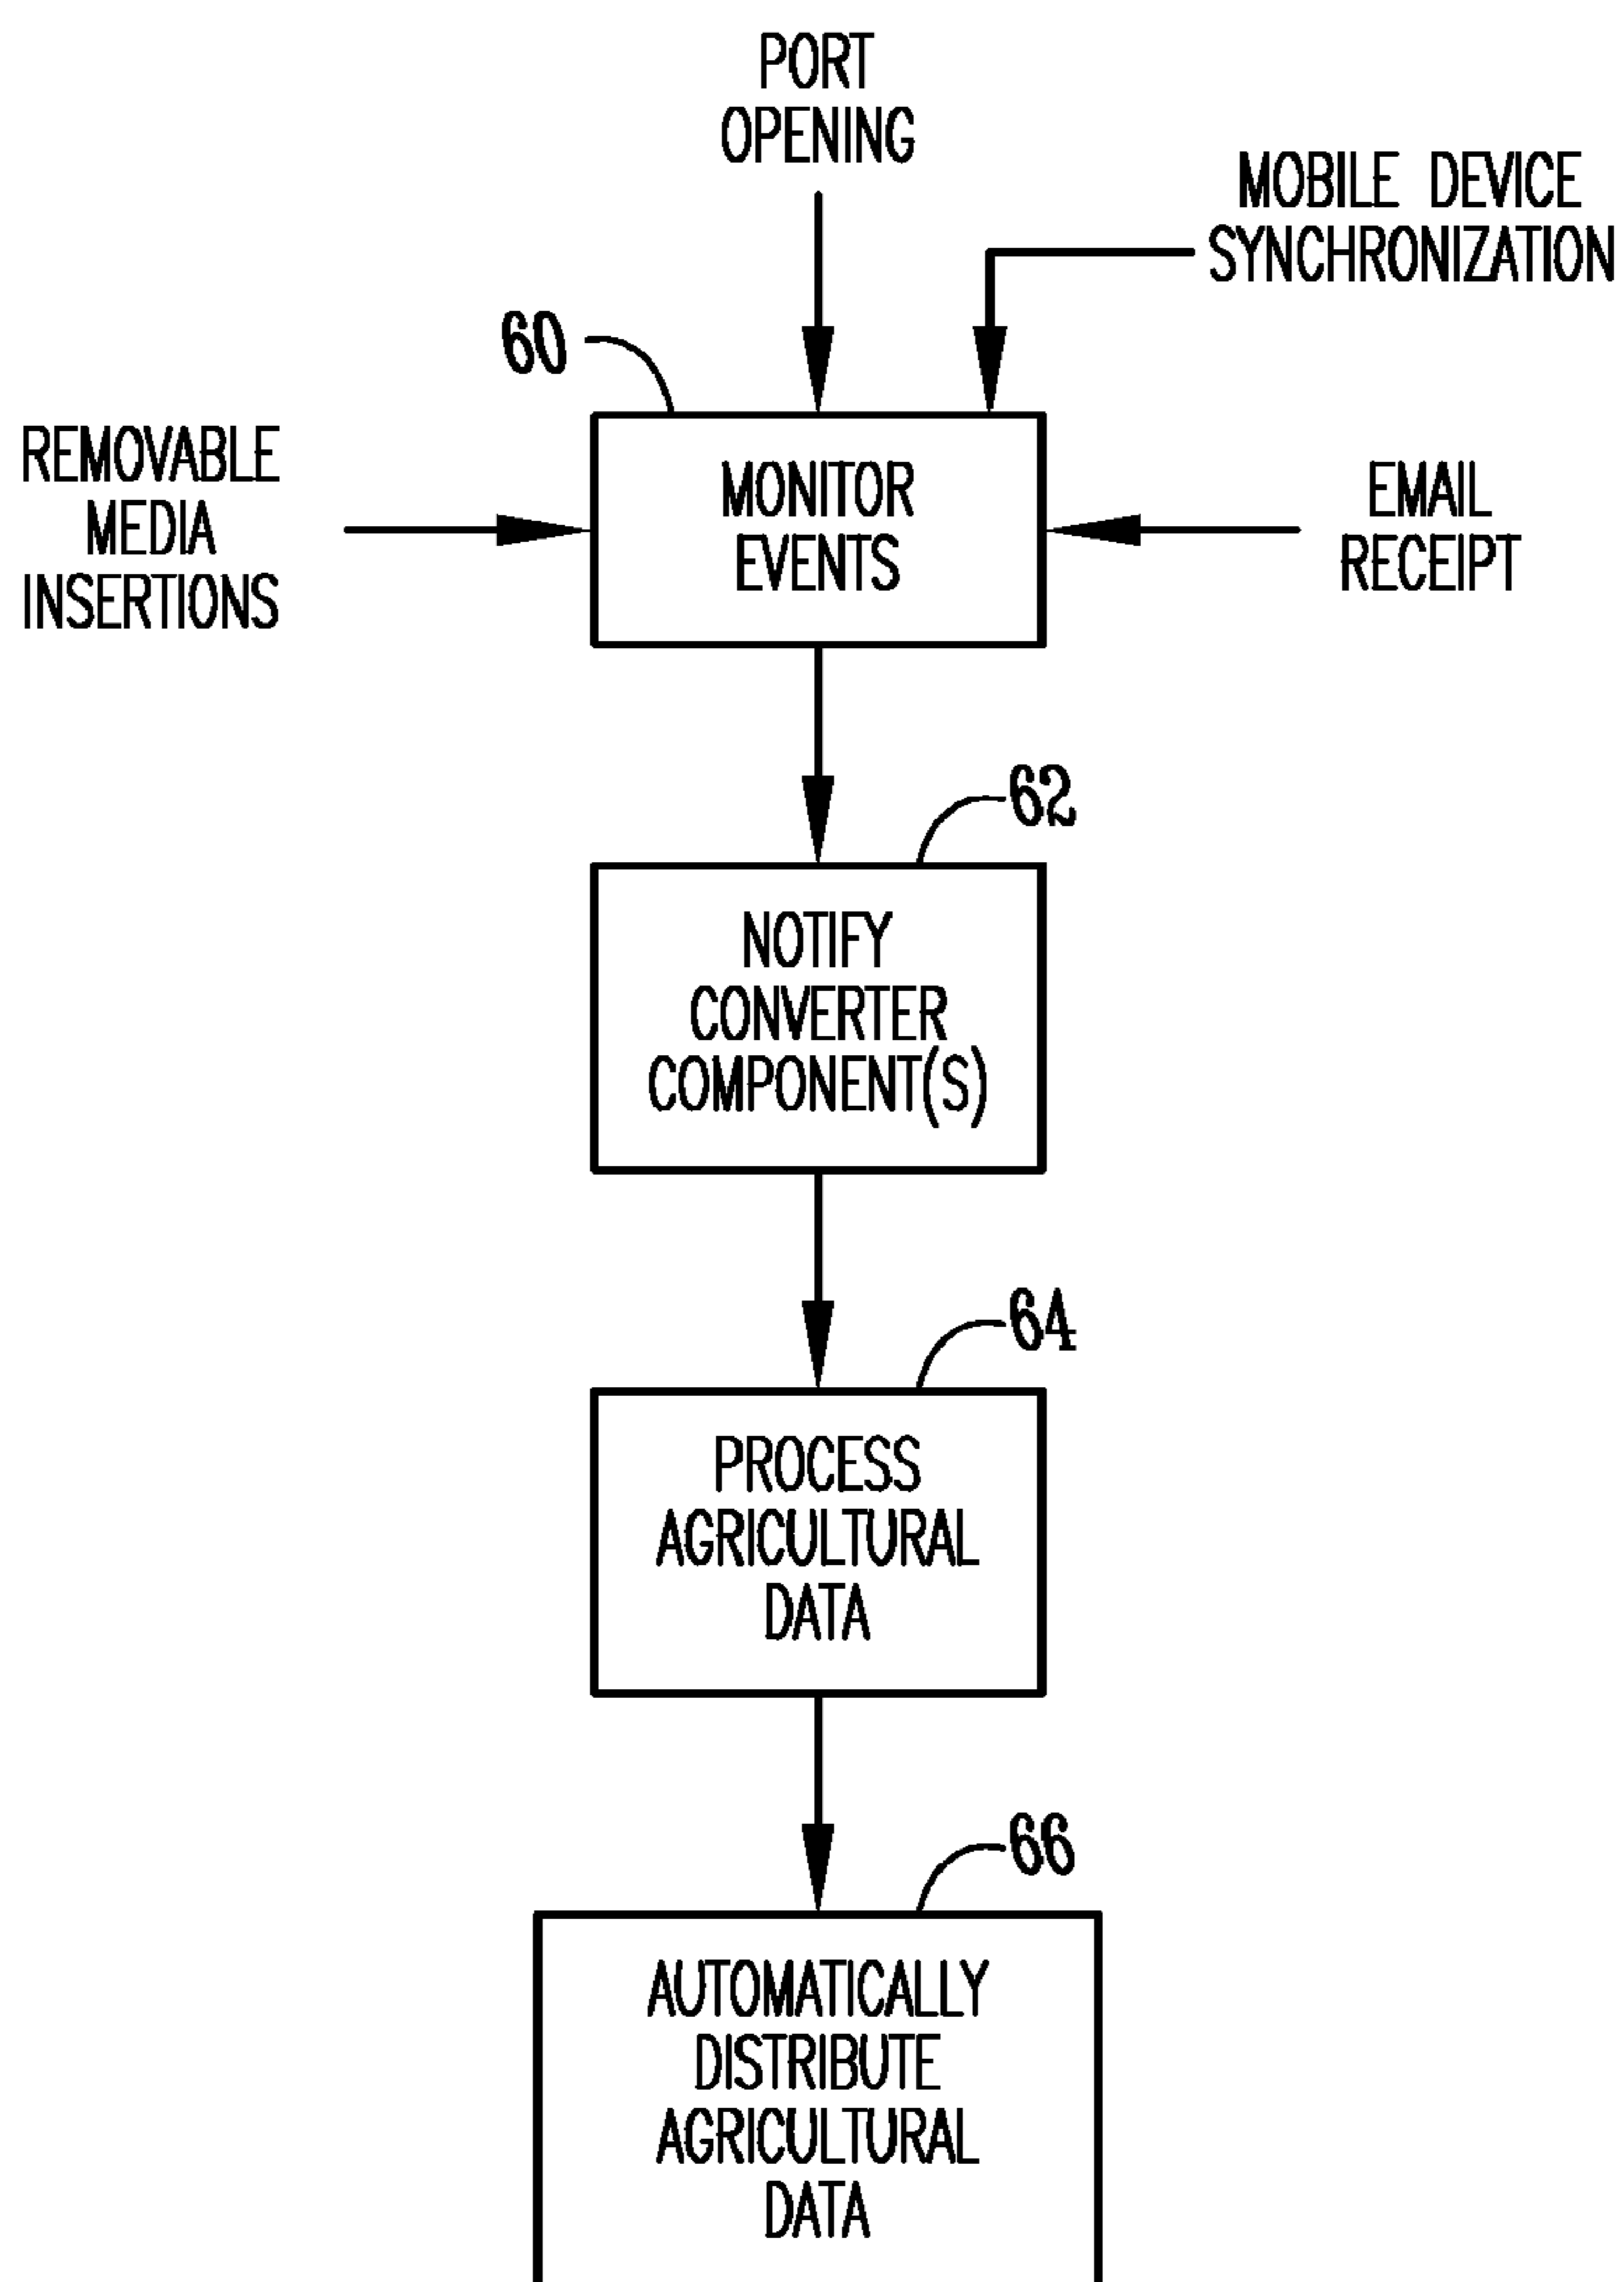 PORT
OPENING
MOBILE DEVICE
SYNCHRONIZATION
60
REMOVABLE
MEDIA
INSERTIONS
MONITOR
EVENTS
EMAIL
RECEIPT
62
NOTIFY
CONVERTER
COMPONENT(S)
64
PROCESS
AGRICULTURAL
DATA
66
AUTOMATICALLY
DISTRIBUTE
AGRICULTURAL
DATA